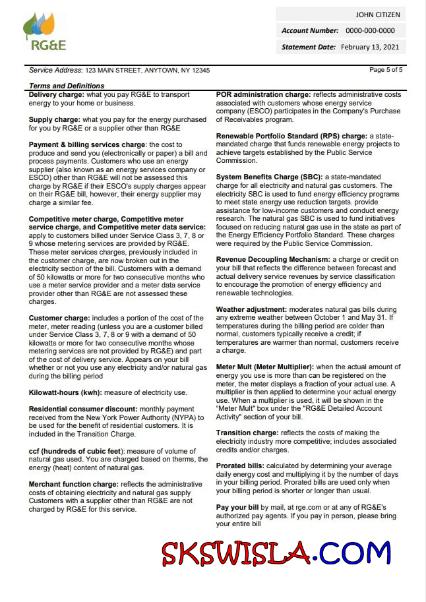 JOHN CITIZEN
RG&E
Account Number: 0000-000-0000
Statement Date: February 13, 2021
Service Address: 123 MAIN STREET, ANYTOWN, NY 12345
Page 5 of 5
Terms and Definitions
Delivery charge: what you pay RG&E to transport
energy to your home or business.
Supply charge: what you pay for the energy purchased
for you by RG&E or a supplier other than RG&E
Payment & billing services charge: the cost to
produce and send you (electronically or paper) a bill and
process payments. Customers who use an energy
supplier (also known as an energy services company or
ESCO) other than RG&E will not be assessed this
charge by RG&E if their ESCO's supply charges appear
on their RG&E bill, however, their energy supplier may
charge a similar fee.
Competitive meter charge, Competitive meter
service charge, and Competitive meter data service:
apply to customers billed under Service Class 3, 7, 8 or
9 whose metering services are provided by RG&E.
These meter services charges, previously included in
the customer charge, are now broken out in the
electricity section of the bill. Customers with a demand
of 50 kilowatts or more for two consecutive months who
use a meter service provider and a meter data service
provider other than RG&E are not assessed these
charges.
Customer charge: includes a portion of the cost of the
meter, meter reading (unless you are a customer billed
under Service Class 3, 7, 8 or 9 with a demand of 50
kilowatts or more for two consecutive months whose
metering services are not provided by RG&E) and part
of the cost of delivery service. Appears on your bill
whether or not you use any electricity and/or natural gas
during the billing period
Kilowatt-hours (kwh): measure of electricity use.
Residential consumer discount: monthly payment
received from the New York Power Authority (NYPA) to
be used for the benefit of residential customers. It is
included in the Transition Charge.
ccf (hundreds of cubic feet): measure of volume of
natural gas used. You are charged based on therms, the
energy (heat) content of natural gas.
Merchant function charge: reflects the administrative
costs of obtaining electricity and natural gas supply
Customers with a supplier other than RG&E are not
charged by RG&E for this service.
POR administration charge: reflects administrative costs
associated with customers whose energy service
company (ESCO) participates in the Company's Purchase
of Receivables program.
Renewable Portfolio Standard (RPS) charge: a state-
mandated charge that funds renewable energy projects to
achieve targets established by the Public Service
Commission.
System Benefits Charge (SBC): a state-mandated
charge for all electricity and natural gas customers. The
electricity SBC is used to fund energy efficiency programs
to meet state energy use reduction targets, provide
assistance for low-income customers and conduct energy
research. The natural gas SBC is used to fund initiatives
focused on reducing natural gas use in the state as part of
the Energy Efficiency Portfolio Standard. These charges
were required by the Public Service Commission.
Revenue Decoupling Mechanism: a charge or credit on
your bill that reflects the difference between forecast and
actual delivery service revenues by service classification
to encourage the promotion of energy efficiency and
renewable technologies.
Weather adjustment: moderates natural gas bills during
any extreme weather between October 1 and May 31. If
temperatures during the billing period are colder than
normal, customers typically receive a credit; if
temperatures are warmer than normal, customers receive
a charge.
Meter Mult (Meter Multiplier): when the actual amount of
energy you use is more than can be registered on the
meter, the meter displays a fraction of your actual use. A
multiplier is then applied to determine your actual energy
use. When a multiplier is used, it will be shown in the
"Meter Mult" box under the "RG&E Detailed Account
Activity" section of your bill.
Transition charge: reflects the costs of making the
electricity industry more competitive; includes associated
credits and/or charges.
Prorated bills: calculated by determining your average
daily energy cost and multiplying it by the number of days
in your billing period. Prorated bills are used only when
your billing period is shorter or longer than usual.
Pay your bill by mail, at rge.com or at any of RG&E's
authorized pay agents. If you pay in person, please bring
your entire bill
SKSWISLA.COM